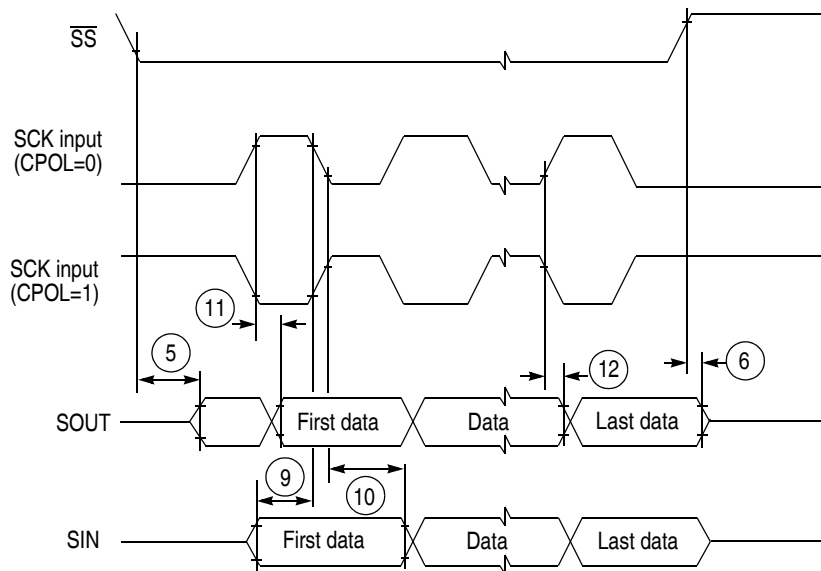 SS
SCK input
(CPOL=0)
SCK input
(CPOL=1)
11
5
12
6
SOUT
First data
Data
Last data
9
10
SIN
First data
Data
Last data